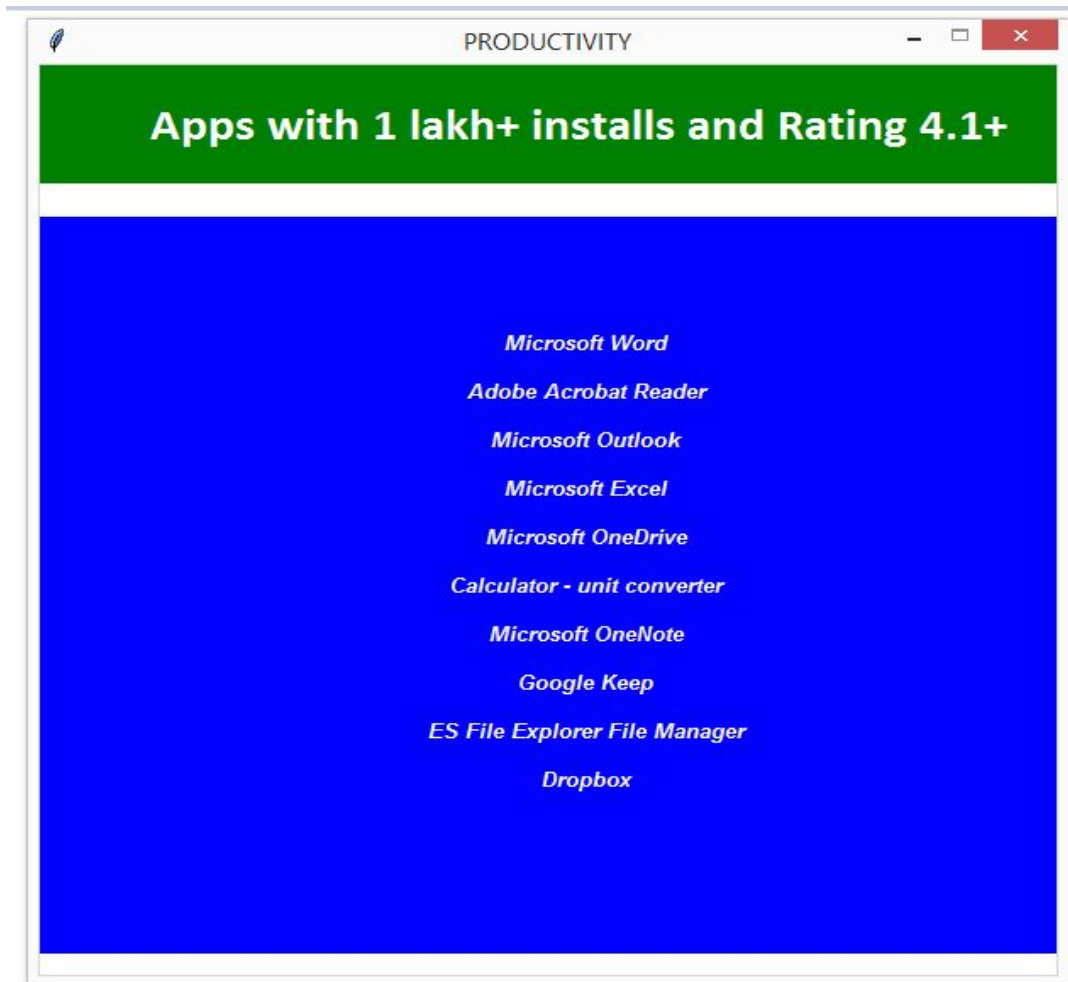 PRODUCTIVITY
Apps with 1 lakh+ installs and Rating 4.1+
Microsoft Word
Adobe Acrobat Reader
Microsoft Outlook
Microsoft Excel
Microsoft OneDrive
Calculator - unit converter
Microsoft OneNote
Google Keep
ES File Explorer File Manager
Dropbox